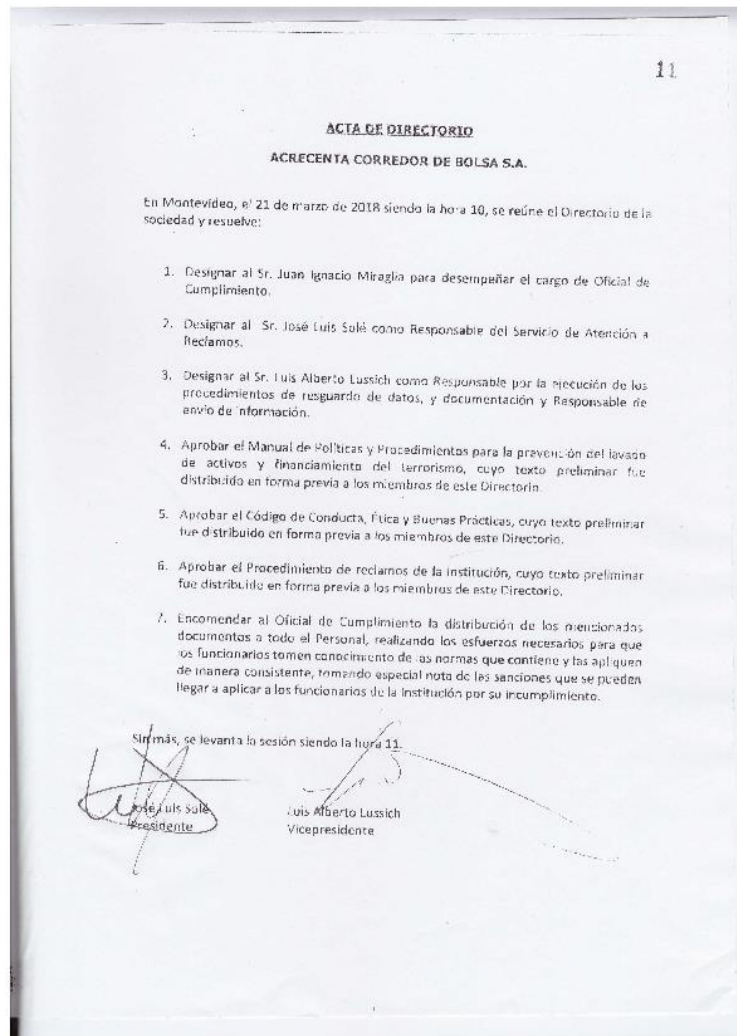 11
ACTA DE DIRECTORIO
ACRECENTA CORREDOR DE BOLSA S.A.
En Montevideo, el 21 de marzo de 2018 siendo la hora 10, se reúne el Directorio de la
sociedad y resuelve:
1. Designar al Sr. Juan Ignacio Miraglia para desempeñar el cargo de Oficial de
Cumplimiento.
2. Designar al Sr. José Luis Solé como Responsable del Servicio de Atención a
Reclamos.
3. Designar al Sr. Luis Alberto Lussich como Responsable por la ejecución de los
procedimientos de resguardo de datos, y documentación y Responsable de
envío de información.
4. Aprobar el Manual de Políticas y Procedimientos para la prevención del lavado
de activos y financiamiento del terrorismo, cuyo texto preliminar fue
distribuido en forma previa a los miembros de este Directorio.
5. Aprobar el Código de Conducta, Ética y Buenas Prácticas, cuyo texto preliminar
fue distribuido en forma previa a los miembros de este Directorio.
6. Aprobar el Procedimiento de reclamos de la institución, cuyo texto preliminar
fue distribuido en forma previa a los miembros de este Directorio.
7. Encomendar al Oficial de Cumplimiento la distribución de los mencionados
documentos a todo el Personal, realizando los esfuerzos necesarios para que
los funcionarios tomen conocimiento de las normas que contiene y las apliquen
de manera consistente, tomando especial nota de las sanciones que se pueden
llegar a aplicar a los funcionarios de la Institución por su incumplimiento.
Sin más, se levanta la sesión siendo la hora 11.
José Luis Solé
Presidente
Luis Alberto Lussich
Vicepresidente